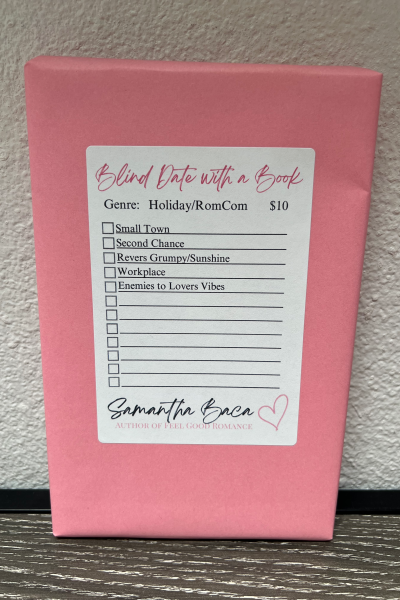 Blind Date with a Book
Genre: Holiday/RomCom $10
Small Town
Second Chance
Revers Grumpy/Sunshine
Workplace
Enemies to Lovers Vibes
Samantha Baca
AUTHOR OF FEEL GOOD ROMANCE